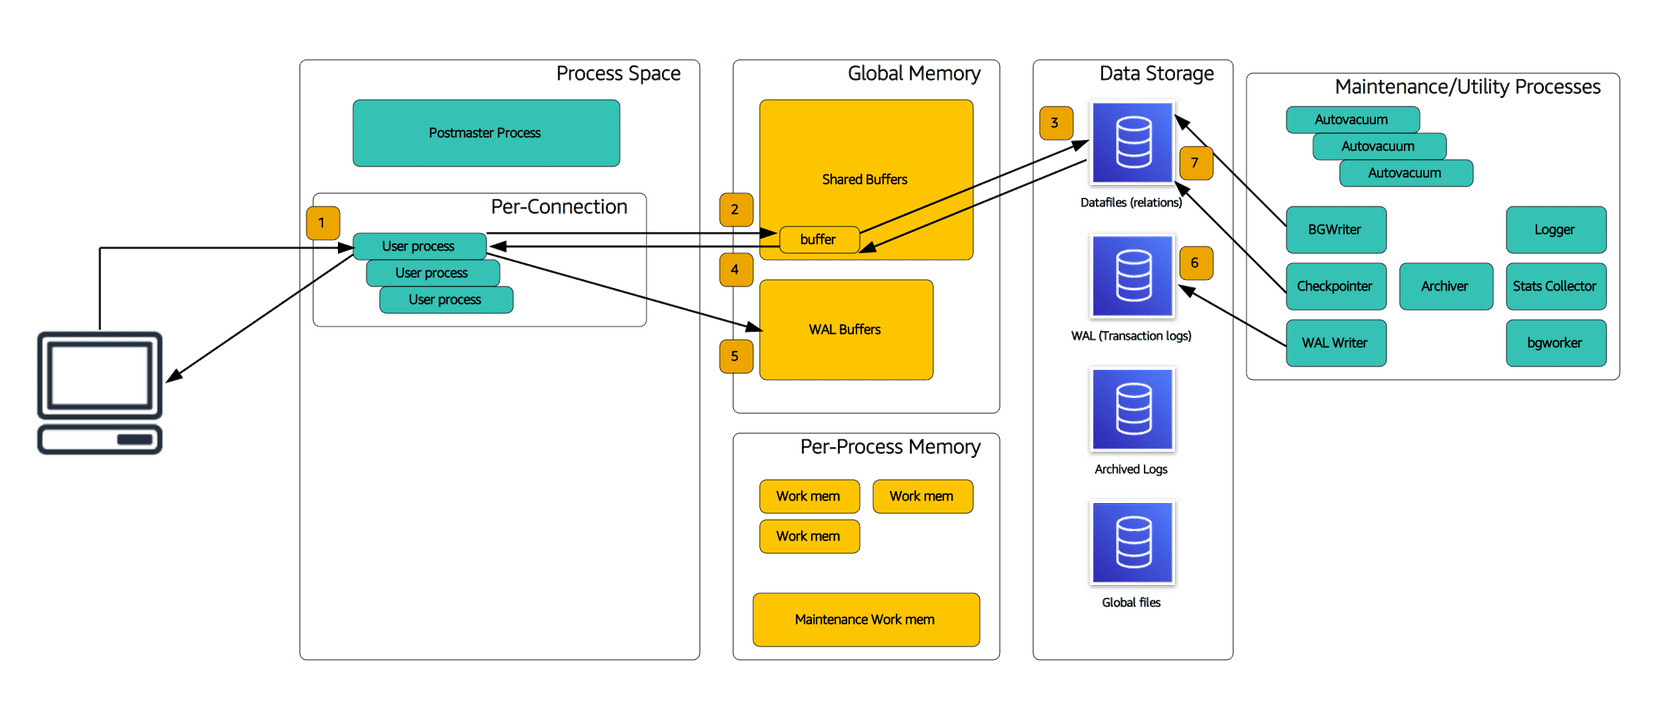 Process Space
Postmaster Process
Per-Connection
1
User process
User process
User process
Global Memory
Shared Buffers
2
buffer
4
WAL Buffers
5
Per-Process Memory
Work mem
Work mem
Work mem
Maintenance Work mem
Data Storage
3
7
Datafiles (relations)
6
WAL (Transaction logs)
Archived Logs
Global files
Maintenance/Utility Processes
Autovacuum
Autovacuum
Autovacuum
BGWriter
Logger
Checkpointer
Archiver
Stats Collector
WAL Writer
bgworker